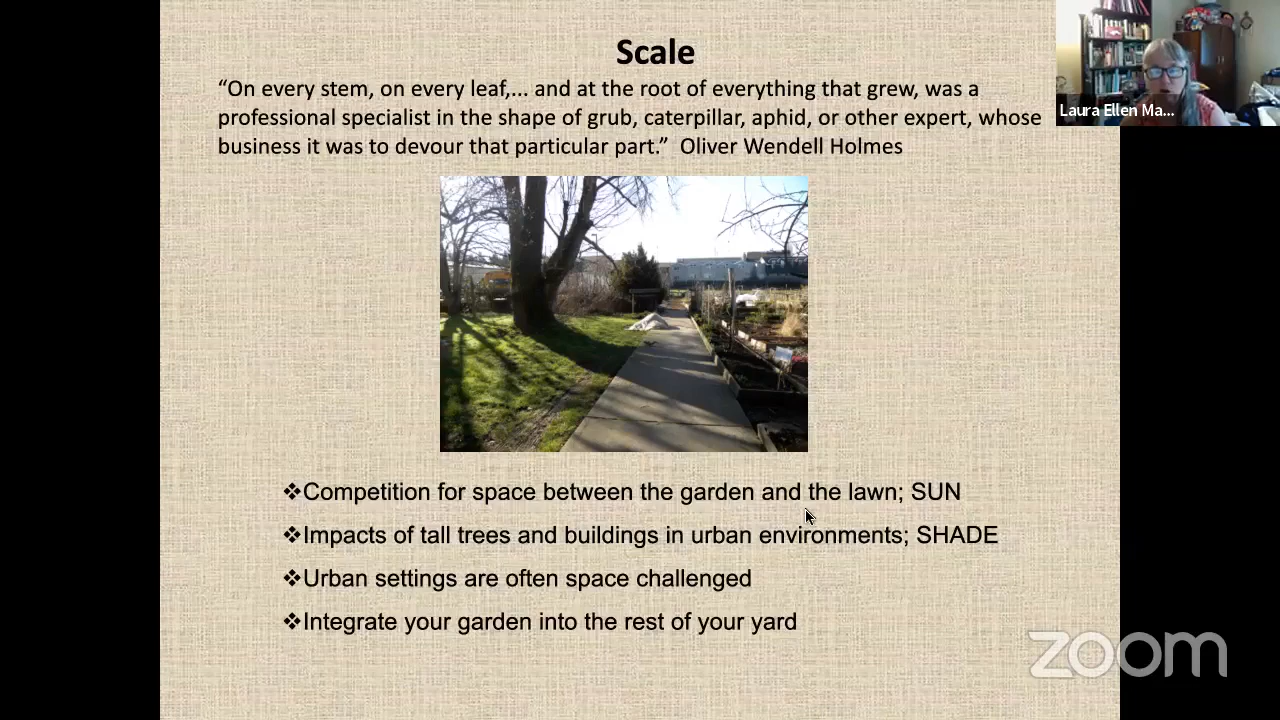 Scale
“On every stem, on every leaf,... and at the root of everything that grew, was a
professional specialist in the shape of grub, caterpillar, aphid, or other expert, whose
business it was to devour that particular part.”  Oliver Wendell Holmes
Laura Ellen Ma...
❖Competition for space between the garden and the lawn; SUN
❖Impacts of tall trees and buildings in urban environments; SHADE
❖Urban settings are often space challenged
❖Integrate your garden into the rest of your yard
zoom